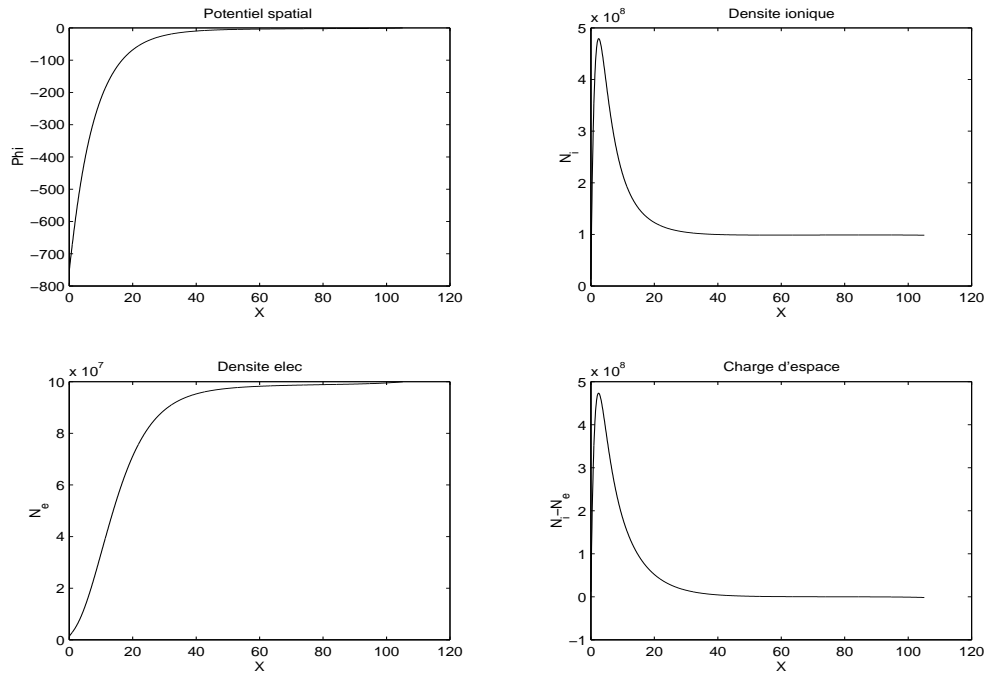 Potentiel spatial
0
−100
−200
−300
−400
−500
−600
−700
−800
Phi
0 20 40 60 80 100 120
X
Densite ionique
x 10^8
5
4
3
2
1
0
N_i
0 20 40 60 80 100 120
X
Densite elec
x 10^7
10
8
6
4
2
0
N_e
0 20 40 60 80 100 120
X
Charge d'espace
x 10^8
5
4
3
2
1
0
−1
N_i−N_e
0 20 40 60 80 100 120
X